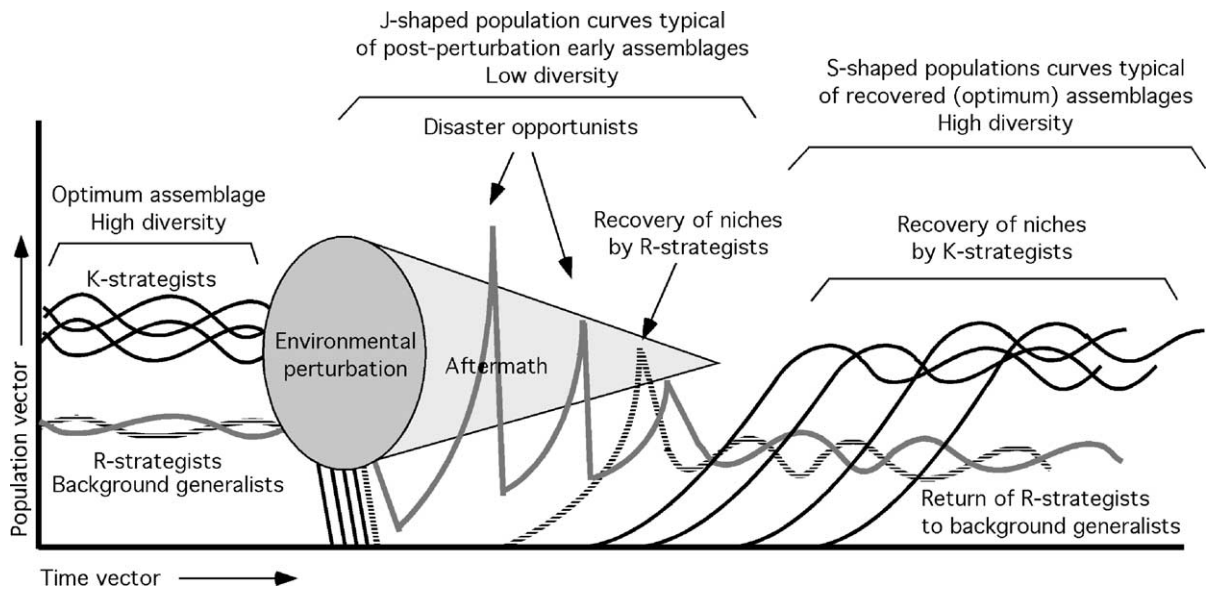 J-shaped population curves typical
of post-perturbation early assemblages
Low diversity
S-shaped populations curves typical
of recovered (optimum) assemblages
High diversity
Disaster opportunists
Optimum assemblage
High diversity
Recovery of niches
by R-strategists
Recovery of niches
by K-strategists
K-strategists
Environmental
perturbation
Aftermath
R-strategists
Background generalists
Return of R-strategists
to background generalists
Population vector
Time vector